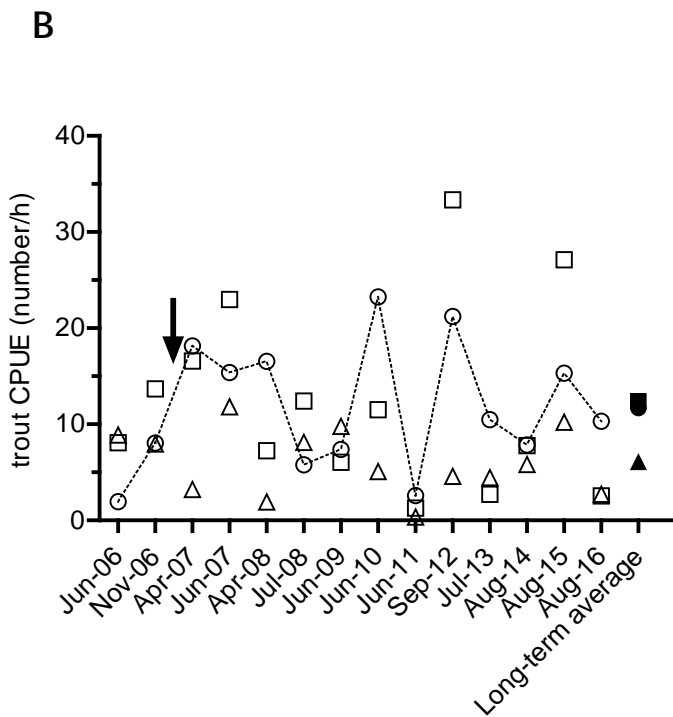 B
trout CPUE (number/h)
40
30
20
10
0
Jun-06
Nov-06
Apr-07
Jun-07
Apr-08
Jul-08
Jun-09
Jun-10
Jun-11
Sep-12
Jul-13
Aug-14
Aug-15
Aug-16
Long-term average